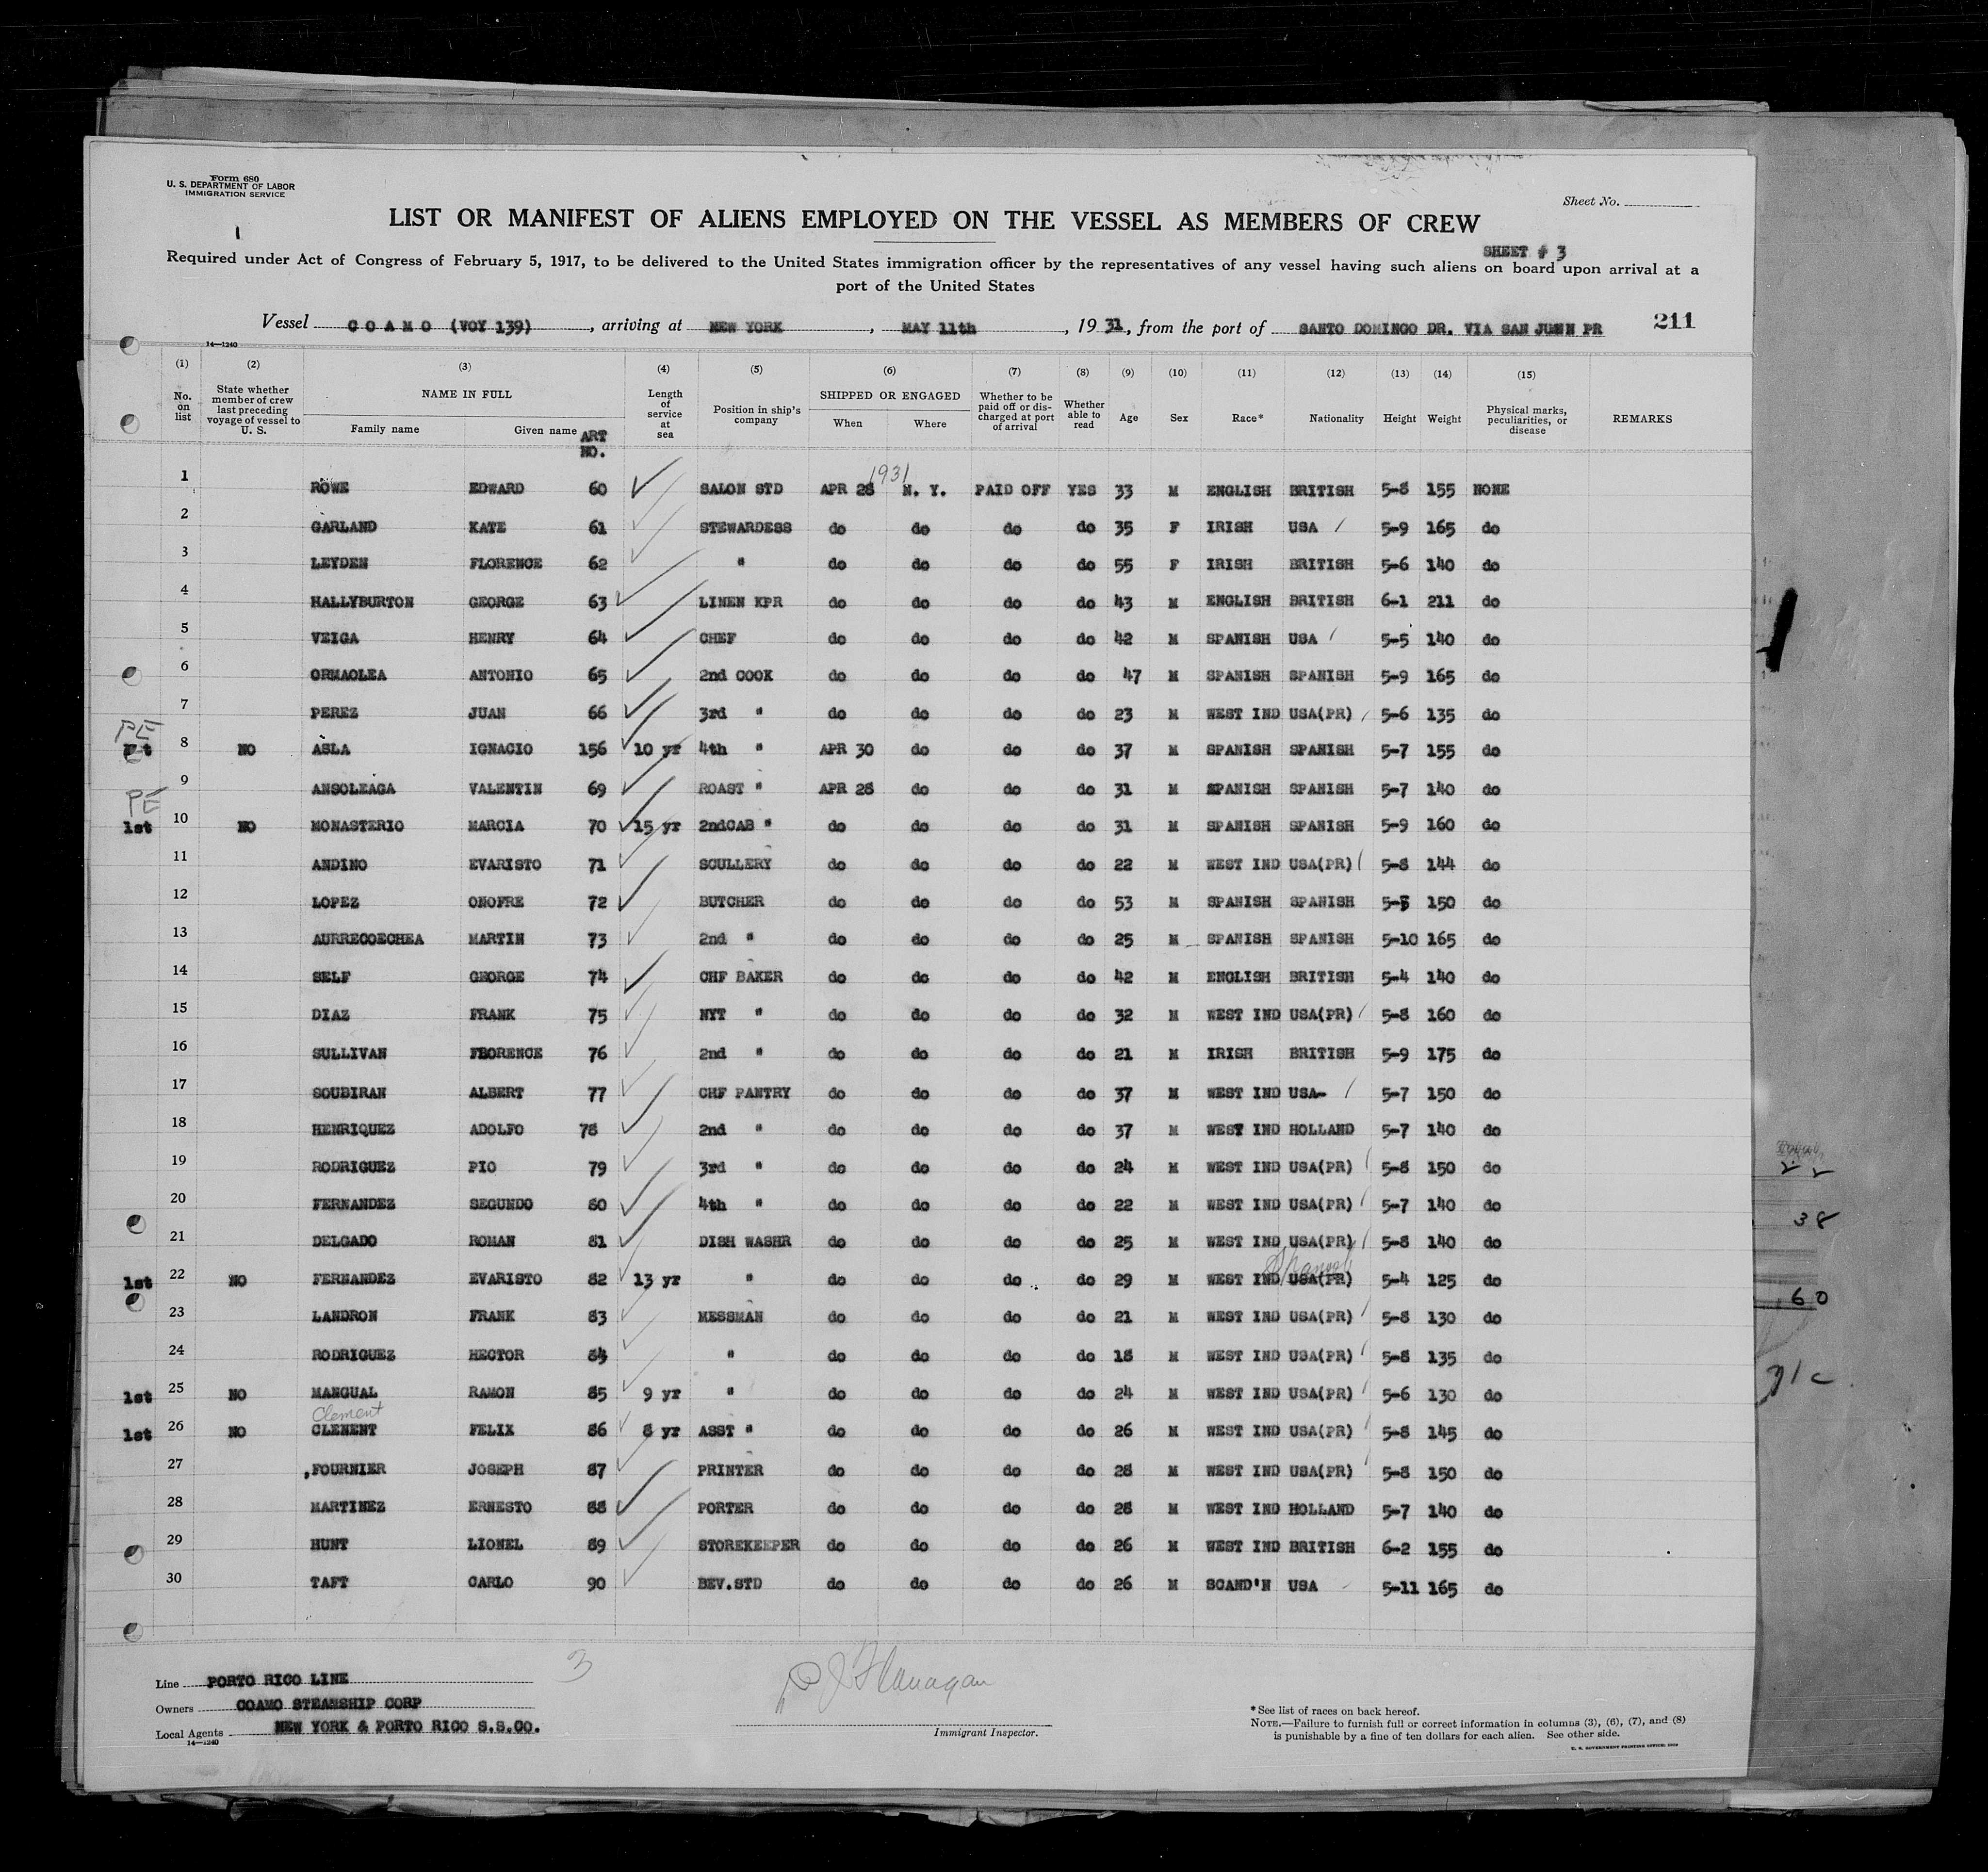 Form 680
U. S. DEPARTMENT OF LABOR
IMMIGRATION SERVICE
Sheet No.
LIST OR MANIFEST OF ALIENS EMPLOYED ON THE VESSEL AS MEMBERS OF CREW
SHEET # 3
Required under Act of Congress of February 5, 1917, to be delivered to the United States immigration officer by the representatives of any vessel having such aliens on board upon arrival at a
port of the United States
Vessel COAMO (VOY 139), arriving at NEW YORK, MAY 11th, 1931, from the port of SANTO DOMINGO DR. VIA SAN JUNN PR 211
14—1240
(1) (2) (3) (4) (5) (6) (7) (8) (9) (10) (11) (12) (13) (14) (15)
No. on list | State whether member of crew last preceding voyage of vessel to U. S. | NAME IN FULL Family name Given name | Length of service at sea | Position in ship's company | SHIPPED OR ENGAGED When Where | Whether to be paid off or discharged at port of arrival | Whether able to read | Age | Sex | Race* | Nationality | Height | Weight | Physical marks, peculiarities, or disease | REMARKS
ART
NO.
1931
1 ROWE EDWARD 60 SALON STD APR 28 N. Y. PAID OFF YES 33 M ENGLISH BRITISH 5-8 155 NONE
2 GARLAND KATE 61 STEWARDESS do do do do 35 F IRISH USA 5-9 165 do
3 LEYDEN FLORENCE 62 " do do do do 55 F IRISH BRITISH 5-6 140 do
4 HALLYBURTON GEORGE 63 LINEN KPR do do do do 43 M ENGLISH BRITISH 6-1 211 do
5 VEIGA HENRY 64 CHEF do do do do 42 M SPANISH USA 5-5 140 do
6 ORMAOLEA ANTONIO 65 2nd COOK do do do do 47 M SPANISH SPANISH 5-9 165 do
7 PEREZ JUAN 66 3rd " do do do do 23 M WEST IND USA(PR) 5-6 135 do
PE
8 NO ASLA IGNACIO 156 10 yr 4th " APR 30 do do do 37 M SPANISH SPANISH 5-7 155 do
9 ANSOLEAGA VALENTIN 69 ROAST " APR 28 do do do 31 M SPANISH SPANISH 5-7 140 do
PE
1st 10 NO MONASTERIO MARCIA 70 15 yr 2ndCAB " do do do do 31 M SPANISH SPANISH 5-9 160 do
11 ANDINO EVARISTO 71 SCULLERY do do do do 22 M WEST IND USA(PR) 5-8 144 do
12 LOPEZ ONOFRE 72 BUTCHER do do do do 53 M SPANISH SPANISH 5-5 150 do
13 AURRECOECHEA MARTIN 73 2nd " do do do do 25 M SPANISH SPANISH 5-10 165 do
14 SELF GEORGE 74 CHF BAKER do do do do 42 M ENGLISH BRITISH 5-4 140 do
15 DIAZ FRANK 75 NYT " do do do do 32 M WEST IND USA(PR) 5-8 160 do
16 SULLIVAN FLORENCE 76 2nd " do do do do 21 M IRISH BRITISH 5-9 175 do
17 SOUBIRAN ALBERT 77 CHF PANTRY do do do do 37 M WEST IND USA- 5-7 150 do
18 HENRIQUEZ ADOLFO 78 2nd " do do do do 37 M WEST IND HOLLAND 5-7 140 do
19 RODRIGUEZ PIO 79 3rd " do do do do 24 M WEST IND USA(PR) 5-8 150 do
20 FERNANDEZ SEGUNDO 80 4th " do do do do 22 M WEST IND USA(PR) 5-7 140 do
21 DELGADO ROMAN 81 DISH WASHR do do do do 25 M WEST IND USA(PR) 5-8 140 do
Spanish
1st 22 NO FERNANDEZ EVARISTO 82 13 yr " do do do do 29 M WEST IND USA(PR) 5-4 125 do
23 LANDRON FRANK 83 MESSMAN do do do do 21 M WEST IND USA(PR) 5-8 130 do
24 RODRIGUEZ HECTOR 84 " do do do do 18 M WEST IND USA(PR) 5-8 135 do
1st 25 NO MANGUAL RAMON 85 9 yr " do do do do 24 M WEST IND USA(PR) 5-6 130 do
Clement
1st 26 NO CLENENT FELIX 86 8 yr ASST " do do do do 26 M WEST IND USA(PR) 5-8 145 do
27 FOURNIER JOSEPH 87 PRINTER do do do do 28 M WEST IND USA(PR) 5-8 150 do
28 MARTINEZ ERNESTO 88 PORTER do do do do 28 M WEST IND HOLLAND 5-7 140 do
29 HUNT LIONEL 89 STOREKEEPER do do do do 26 M WEST IND BRITISH 6-2 155 do
30 TAFT CARLO 90 BEV.STD do do do do 26 M SCAND'N USA 5-11 165 do
38
60
3
Line PORTO RICO LINE
Owners COAMO STEAMSHIP CORP
Local Agents NEW YORK & PORTO RICO S.S.CO.
14—1240
P J Flanagan
Immigrant Inspector.
*See list of races on back hereof.
NOTE.—Failure to furnish full or correct information in columns (3), (6), (7), and (8)
is punishable by a fine of ten dollars for each alien. See other side.
U. S. GOVERNMENT PRINTING OFFICE: